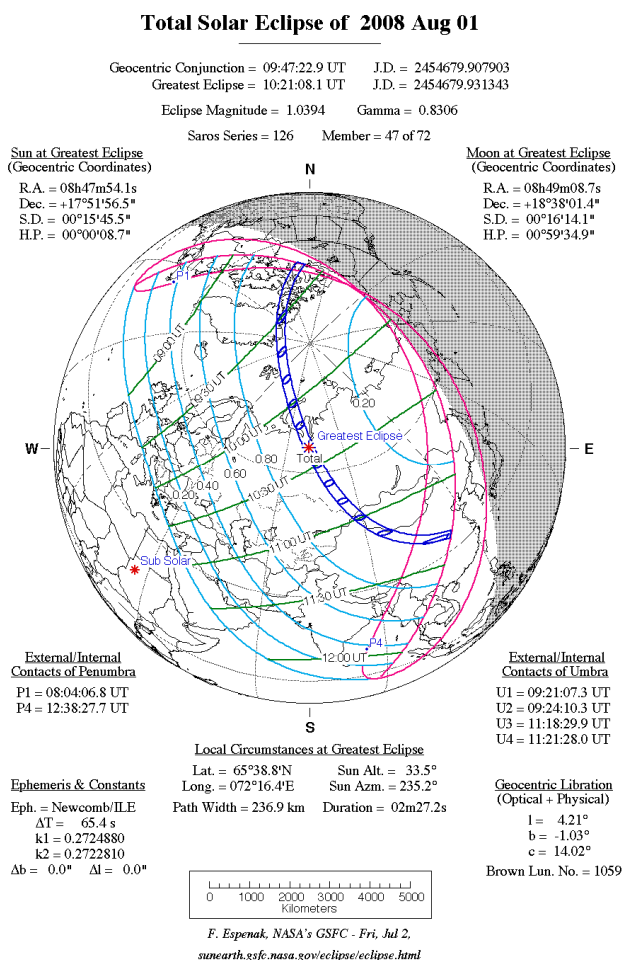 Total Solar Eclipse of 2008 Aug 01
Geocentric Conjunction = 09:47:22.9 UT J.D. = 2454679.907903
Greatest Eclipse = 10:21:08.1 UT J.D. = 2454679.931343
Eclipse Magnitude = 1.0394 Gamma = 0.8306
Saros Series = 126 Member = 47 of 72
Sun at Greatest Eclipse
(Geocentric Coordinates)
R.A. = 08h47m54.1s
Dec. = +17°51'56.5"
S.D. = 00°15'45.5"
H.P. = 00°00'08.7"
Moon at Greatest Eclipse
(Geocentric Coordinates)
R.A. = 08h49m08.7s
Dec. = +18°38'01.4"
S.D. = 00°16'14.1"
H.P. = 00°59'34.9"
N
P1
09:00 UT
09:30 UT
10:00 UT
0.20
Greatest Eclipse
W
E
Total
0.80
0.60
0.40
0.20
10:30 UT
11:00 UT
Sub Solar
11:30 UT
P4
12:00 UT
S
External/Internal
Contacts of Penumbra
P1 = 08:04:06.8 UT
P4 = 12:38:27.7 UT
External/Internal
Contacts of Umbra
U1 = 09:21:07.3 UT
U2 = 09:24:10.3 UT
U3 = 11:18:29.9 UT
U4 = 11:21:28.0 UT
Local Circumstances at Greatest Eclipse
Lat. = 65°38.8'N Sun Alt. = 33.5°
Long. = 072°16.4'E Sun Azm. = 235.2°
Path Width = 236.9 km Duration = 02m27.2s
Ephemeris & Constants
Eph. = Newcomb/ILE
ΔT = 65.4 s
k1 = 0.2724880
k2 = 0.2722810
Δb = 0.0" Δl = 0.0"
Geocentric Libration
(Optical + Physical)
l = 4.21°
b = -1.03°
c = 14.02°
Brown Lun. No. = 1059
0 1000 2000 3000 4000 5000
Kilometers
F. Espenak, NASA's GSFC - Fri, Jul 2,
sunearth.gsfc.nasa.gov/eclipse/eclipse.html